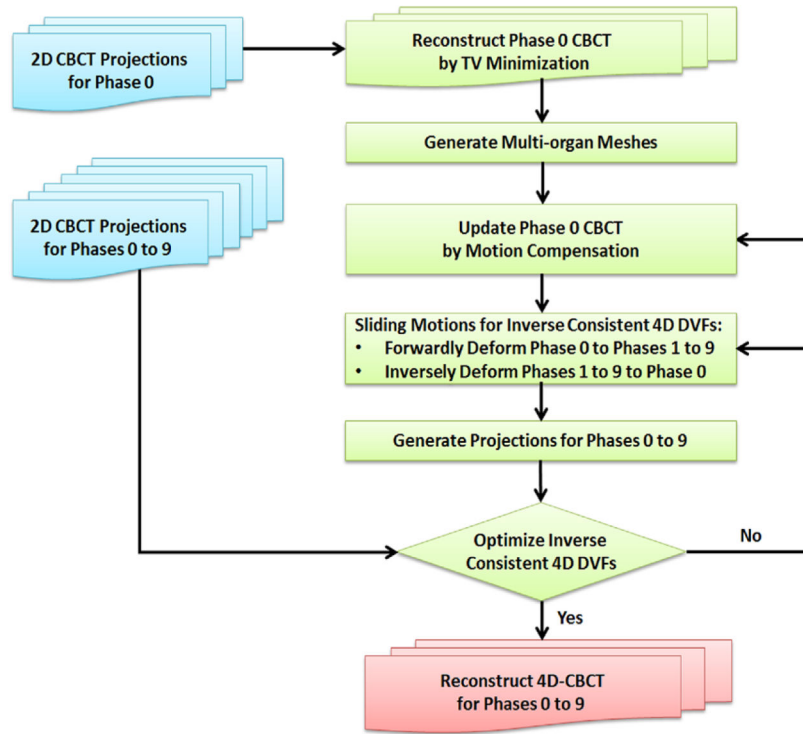 2D CBCT Projections
for Phase 0
Reconstruct Phase 0 CBCT
by TV Minimization
Generate Multi-organ Meshes
2D CBCT Projections
for Phases 0 to 9
Update Phase 0 CBCT
by Motion Compensation
Sliding Motions for Inverse Consistent 4D DVFs:
• Forwardly Deform Phase 0 to Phases 1 to 9
• Inversely Deform Phases 1 to 9 to Phase 0
Generate Projections for Phases 0 to 9
Optimize Inverse
Consistent 4D DVFs
No
Yes
Reconstruct 4D-CBCT
for Phases 0 to 9